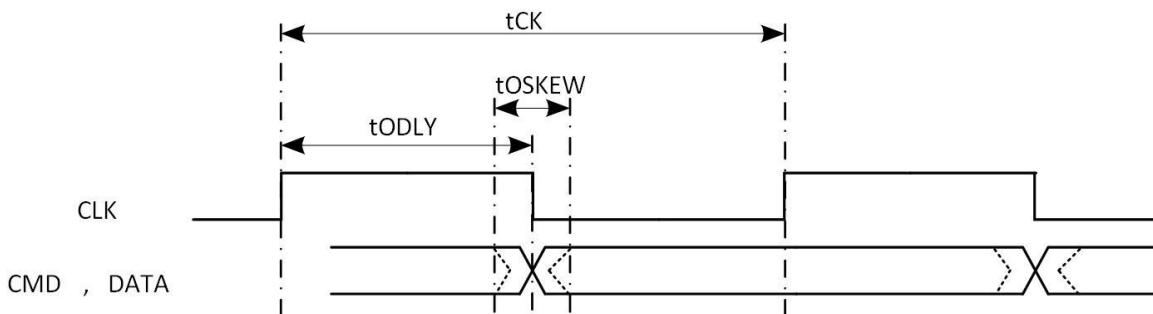 tCK
tOSKEW
tODLY
CLK
CMD , DATA